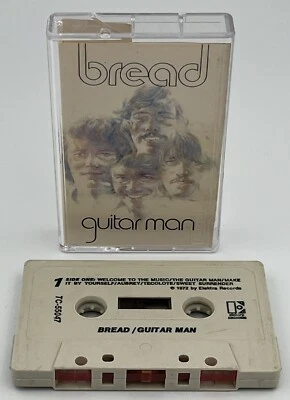 bread
guitar man
1 SIDE ONE: WELCOME TO THE MUSIC/THE GUITAR MAN/MAKE
IT BY YOURSELF/AUBREY/TECOLOTE/SWEET SURRENDER
℗ 1972 by Elektra Records
TC-55047
BREAD/GUITAR MAN